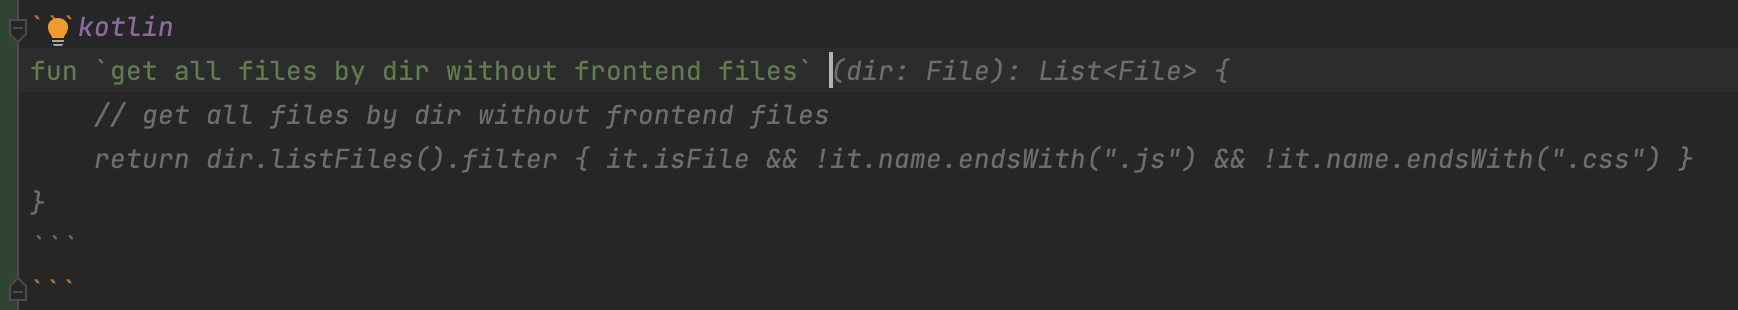 ```kotlin
fun `get all files by dir without frontend files` (dir: File): List<File> {
    // get all files by dir without frontend files
    return dir.listFiles().filter { it.isFile && !it.name.endsWith(".js") && !it.name.endsWith(".css") }
}
```
```